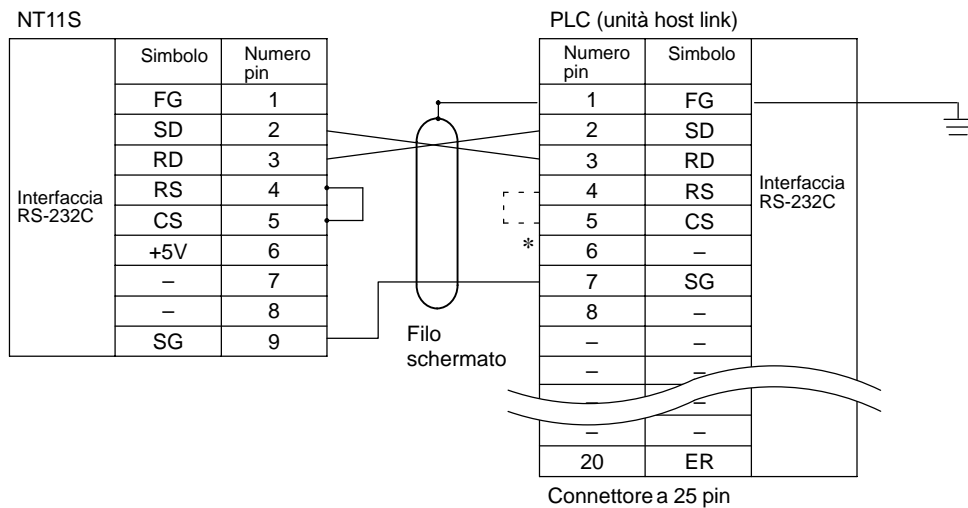 NT11S
PLC (unità host link)
Simbolo Numero pin
Interfaccia RS-232C
FG 1
SD 2
RD 3
RS 4
CS 5
+5V 6
– 7
– 8
SG 9
Filo
schermato
Numero pin Simbolo
1 FG
2 SD
3 RD
4 RS
5 CS
* 6 –
7 SG
8 –
– –
– –
–
– –
20 ER
Interfaccia
RS-232C
Connettore a 25 pin